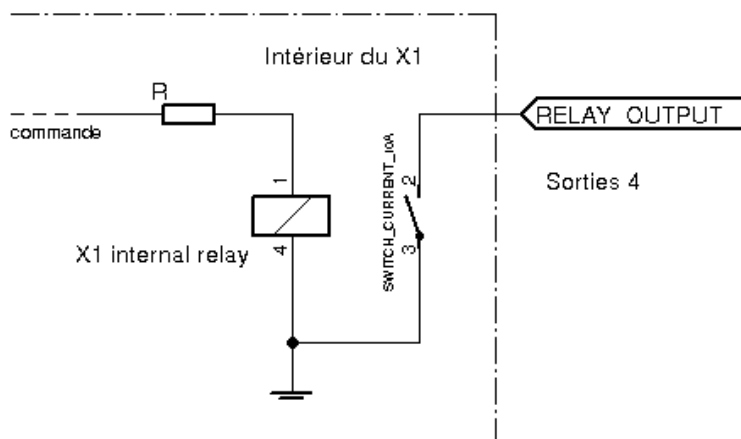 Intérieur du X1
R
commande
RELAY OUTPUT
Sorties 4
SWITCH_CURRENT_10A
1
2
3
4
X1 internal relay